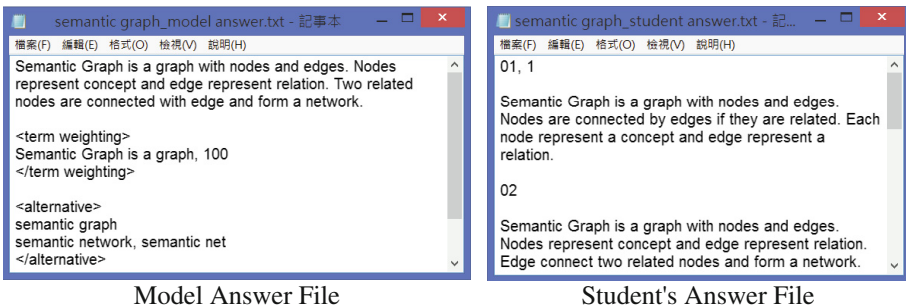 semantic graph_model answer.txt - 記事本
檔案(F) 編輯(E) 格式(O) 檢視(V) 說明(H)
Semantic Graph is a graph with nodes and edges. Nodes
represent concept and edge represent relation. Two related
nodes are connected with edge and form a network.
<term weighting>
Semantic Graph is a graph, 100
</term weighting>
<alternative>
semantic graph
semantic network, semantic net
</alternative>
Model Answer File
semantic graph_student answer.txt - 記...
檔案(F) 編輯(E) 格式(O) 檢視(V) 說明(H)
01, 1
Semantic Graph is a graph with nodes and edges.
Nodes are connected by edges if they are related. Each
node represent a concept and edge represent a
relation.
02
Semantic Graph is a graph with nodes and edges.
Nodes represent concept and edge represent relation.
Edge connect two related nodes and form a network.
Student's Answer File